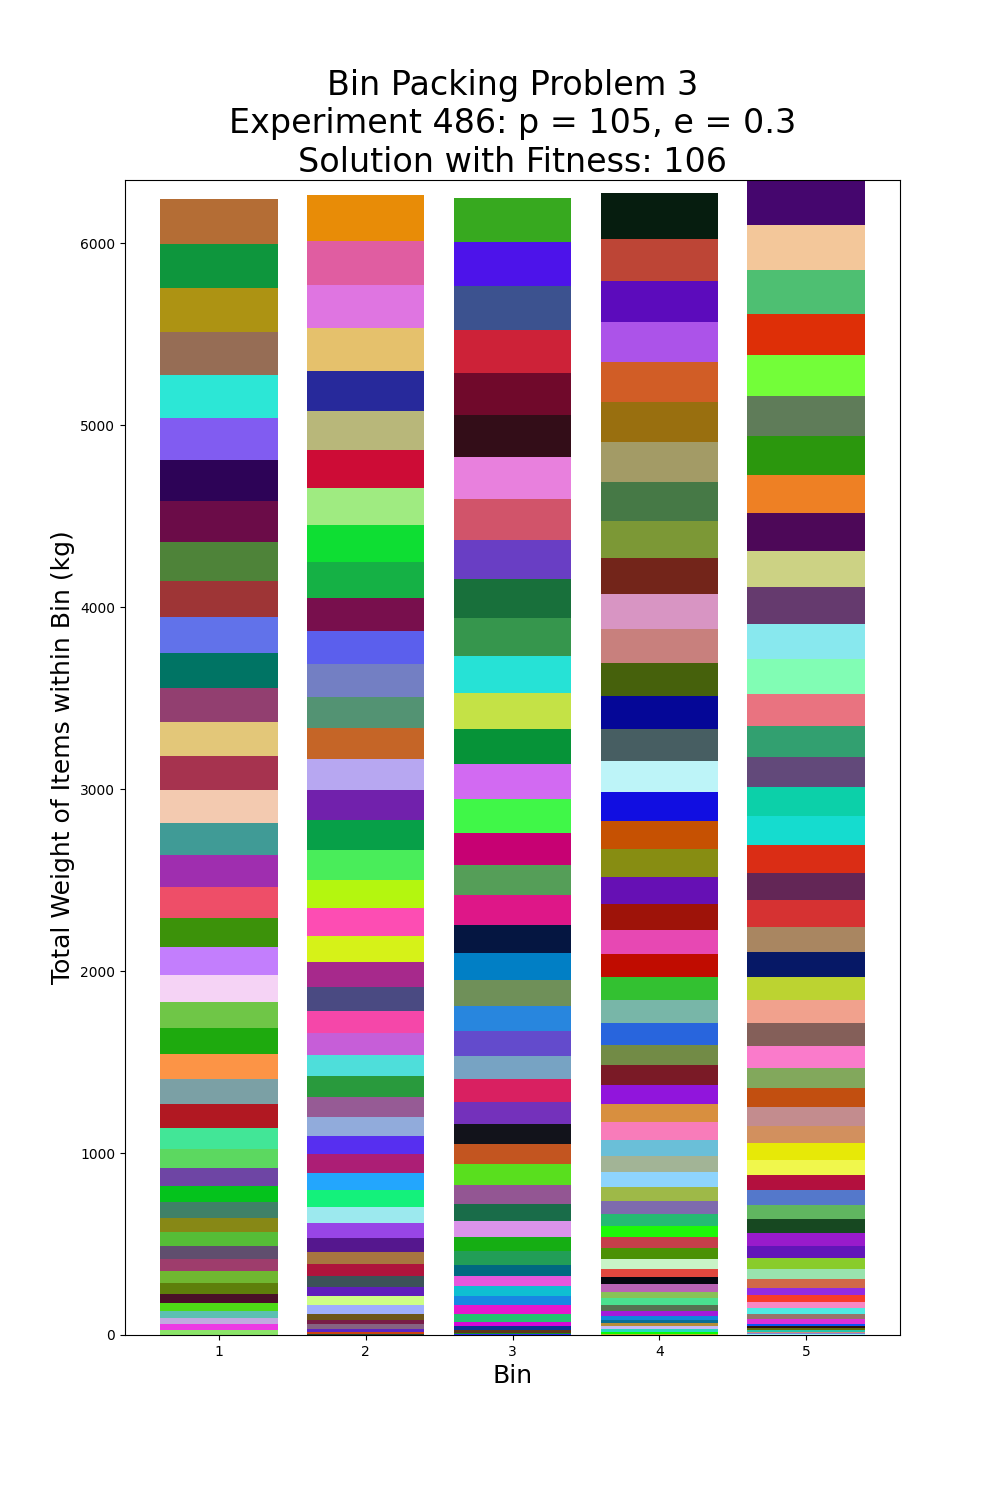 Bin Packing Problem 3
Experiment 486: p = 105, e = 0.3
Solution with Fitness: 106
Total Weight of Items within Bin (kg)
6000
5000
4000
3000
2000
1000
0
1 2 3 4 5
Bin